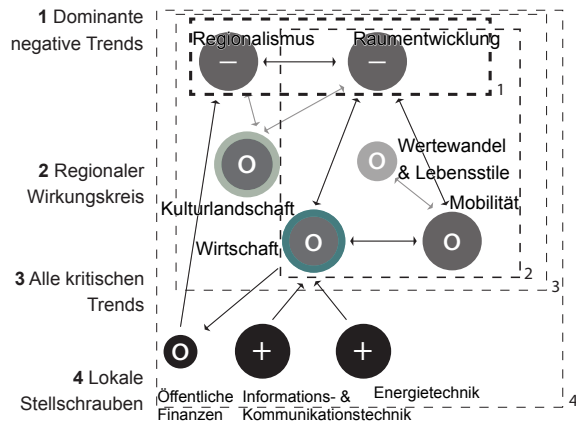 1 Dominante
negative Trends
Regionalismus
Raumentwicklung
–
–
1
2 Regionaler
Wirkungskreis
o
Kulturlandschaft
o
Wertewandel
& Lebensstile
Mobilität
Wirtschaft
o
o
2
3 Alle kritischen
Trends
3
o
+
+
4 Lokale
Stellschrauben
Öffentliche
Finanzen
Informations- &
Kommunikationstechnik
Energietechnik
4